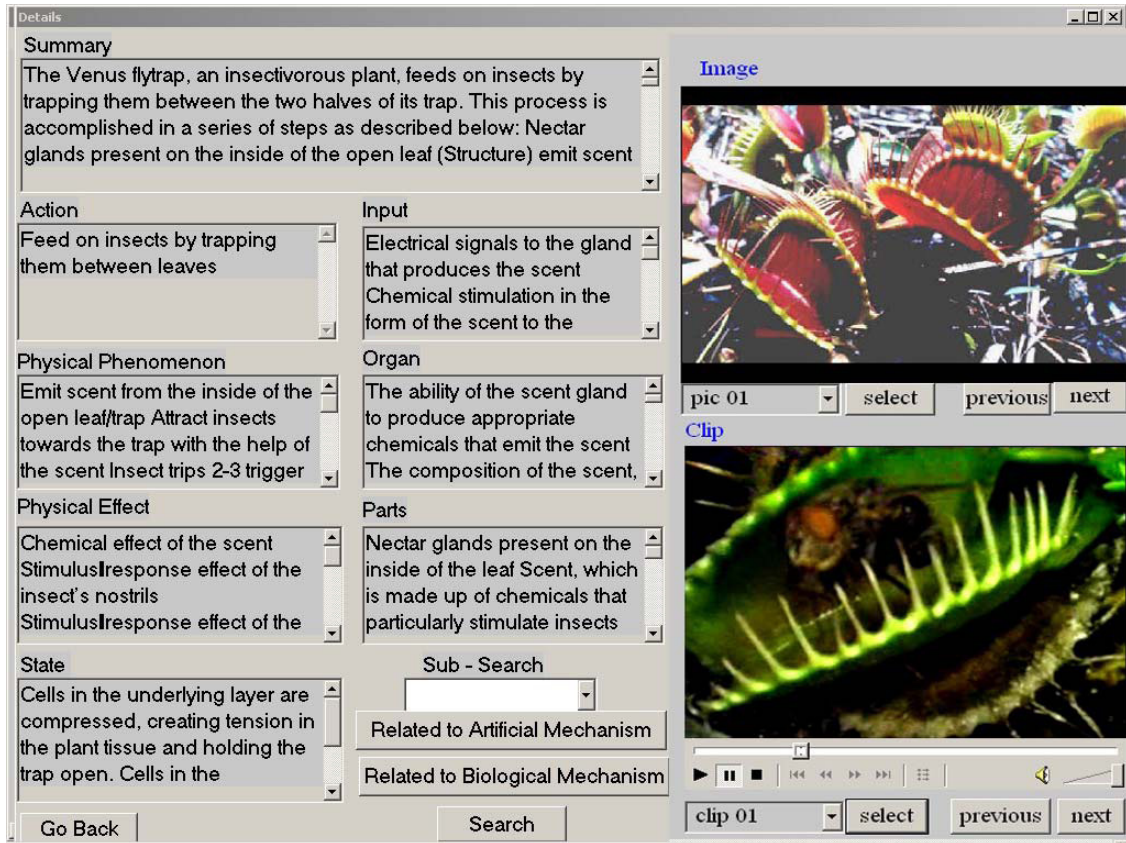 Details
Summary
The Venus flytrap, an insectivorous plant, feeds on insects by
trapping them between the two halves of its trap. This process is
accomplished in a series of steps as described below: Nectar
glands present on the inside of the open leaf (Structure) emit scent
Action
Feed on insects by trapping
them between leaves
Input
Electrical signals to the gland
that produces the scent
Chemical stimulation in the
form of the scent to the
Physical Phenomenon
Emit scent from the inside of the
open leaf/trap Attract insects
towards the trap with the help of
the scent Insect trips 2-3 trigger
Organ
The ability of the scent gland
to produce appropriate
chemicals that emit the scent
The composition of the scent,
Physical Effect
Chemical effect of the scent
Stimulus|response effect of the
insect's nostrils
Stimulus|response effect of the
Parts
Nectar glands present on the
inside of the leaf Scent, which
is made up of chemicals that
particularly stimulate insects
State
Cells in the underlying layer are
compressed, creating tension in
the plant tissue and holding the
trap open. Cells in the
Sub - Search
Related to Artificial Mechanism
Related to Biological Mechanism
Go Back
Search
Image
pic 01
select
previous
next
Clip
clip 01
select
previous
next